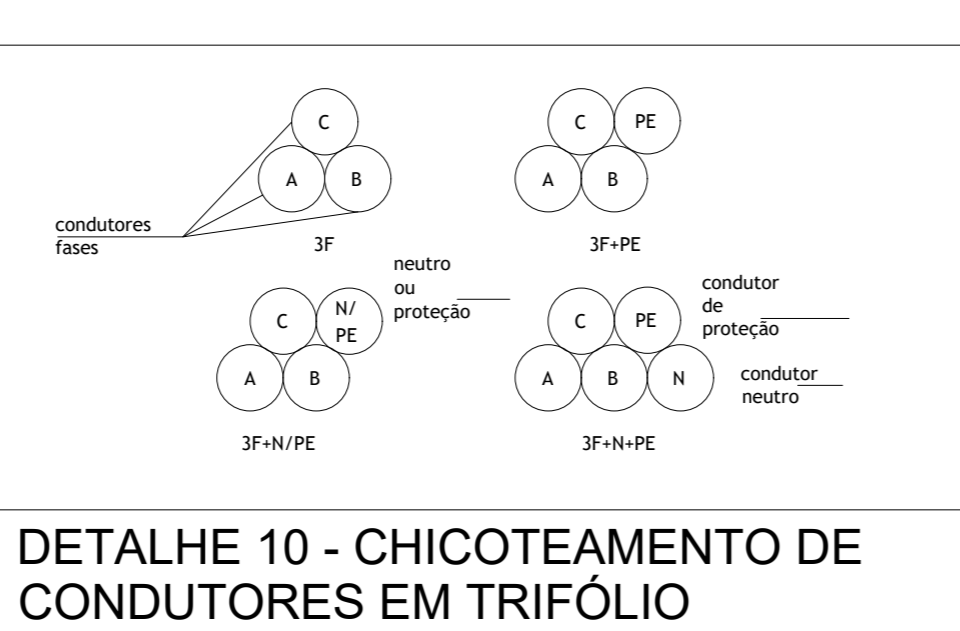 C
A
B
condutores
fases
3F
C
PE
A
B
3F+PE
C
N/
PE
A
B
neutro
ou
proteção
3F+N/PE
C
PE
A
B
N
condutor
de
proteção
condutor
neutro
3F+N+PE
DETALHE 10 - CHICOTEAMENTO DE
CONDUTORES EM TRIFÓLIO